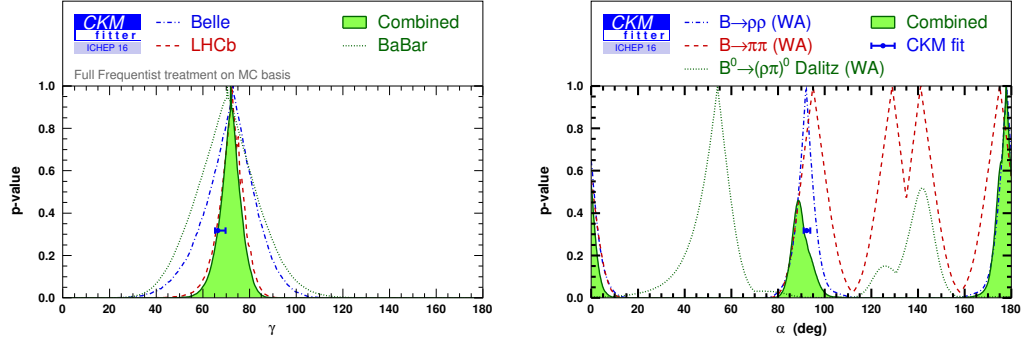 CKM
fitter
ICHEP 16
Belle
LHCb
Combined
BaBar
Full Frequentist treatment on MC basis
p-value
1.0
0.8
0.6
0.4
0.2
0.0
0 20 40 60 80 100 120 140 160 180
γ
CKM
fitter
ICHEP 16
B→ρρ (WA)
B→ππ (WA)
B⁰→(ρπ)⁰ Dalitz (WA)
Combined
CKM fit
p-value
1.0
0.8
0.6
0.4
0.2
0.0
0 20 40 60 80 100 120 140 160 180
α (deg)